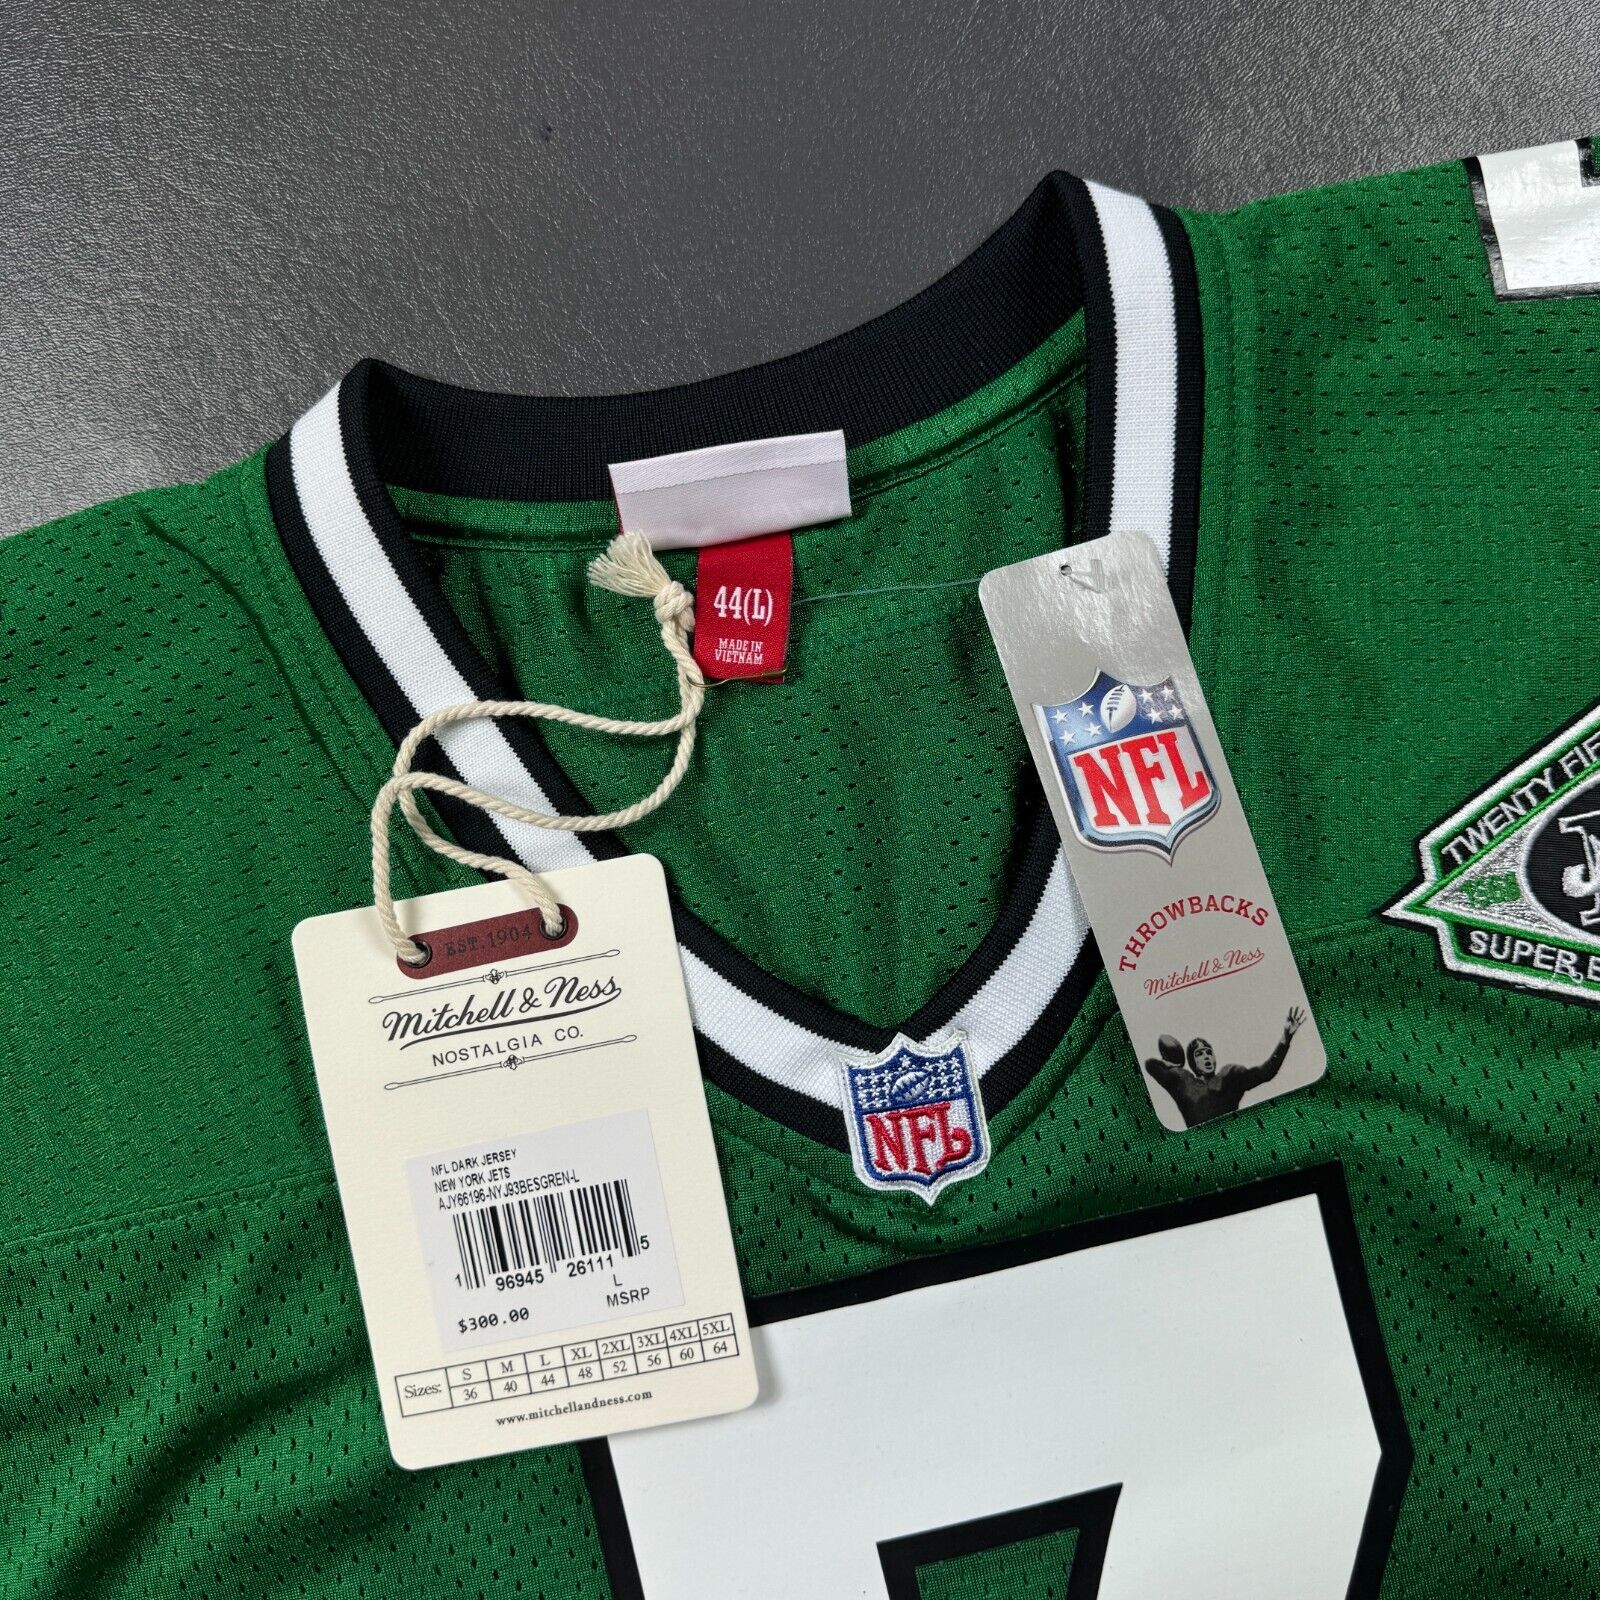 44(L)
MADE IN
VIETNAM
NFL
THROWBACKS
Mitchell & Ness
EST. 1904
Mitchell & Ness
NOSTALGIA CO.
NFL DARK JERSEY
NEW YORK JETS
AJY66196-NYJ93BESGREN-L
1 96945 26111 5
L
$300.00 MSRP
Sizes: S M L XL 2XL 3XL 4XL 5XL
36 40 44 48 52 56 60 64
www.mitchellandness.com
NFL
TWENTY
SUPER